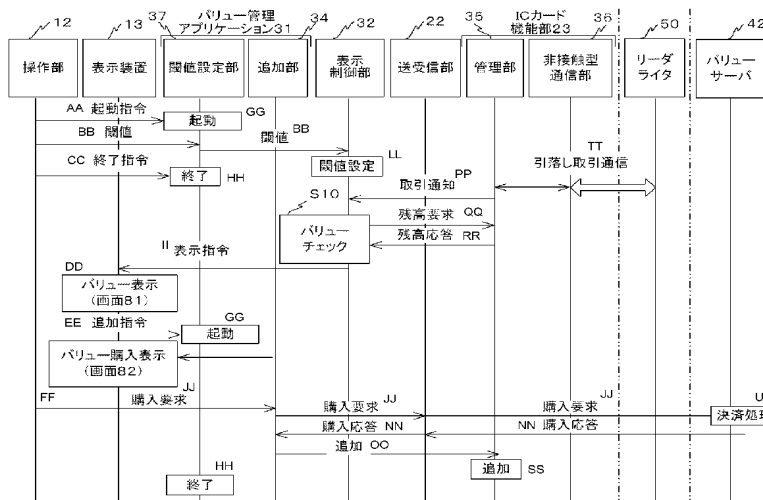 バリュー管理
アプリケーション31
ICカード
機能部23
12
13
37
34
32
22
35
36
50
42
操作部
表示装置
閾値設定部
追加部
表示
制御部
送受信部
管理部
非接触型
通信部
リーダ
ライタ
バリュー
サーバ
AA 起動指令
起動
GG
BB 閾値
閾値 BB
CC 終了指令
終了
HH
閾値設定
LL
取引通知 PP
TT
引落し取引通信
S10
バリュー
チェック
残高要求 QQ
残高応答 RR
II 表示指令
DD
バリュー表示
(画面81)
EE 追加指令
GG
起動
バリュー購入表示
(画面82)
FF
購入要求 JJ
購入要求 JJ
購入要求 JJ
U
決済処理
購入応答 NN
NN 購入応答
追加 OO
追加
SS
終了
HH